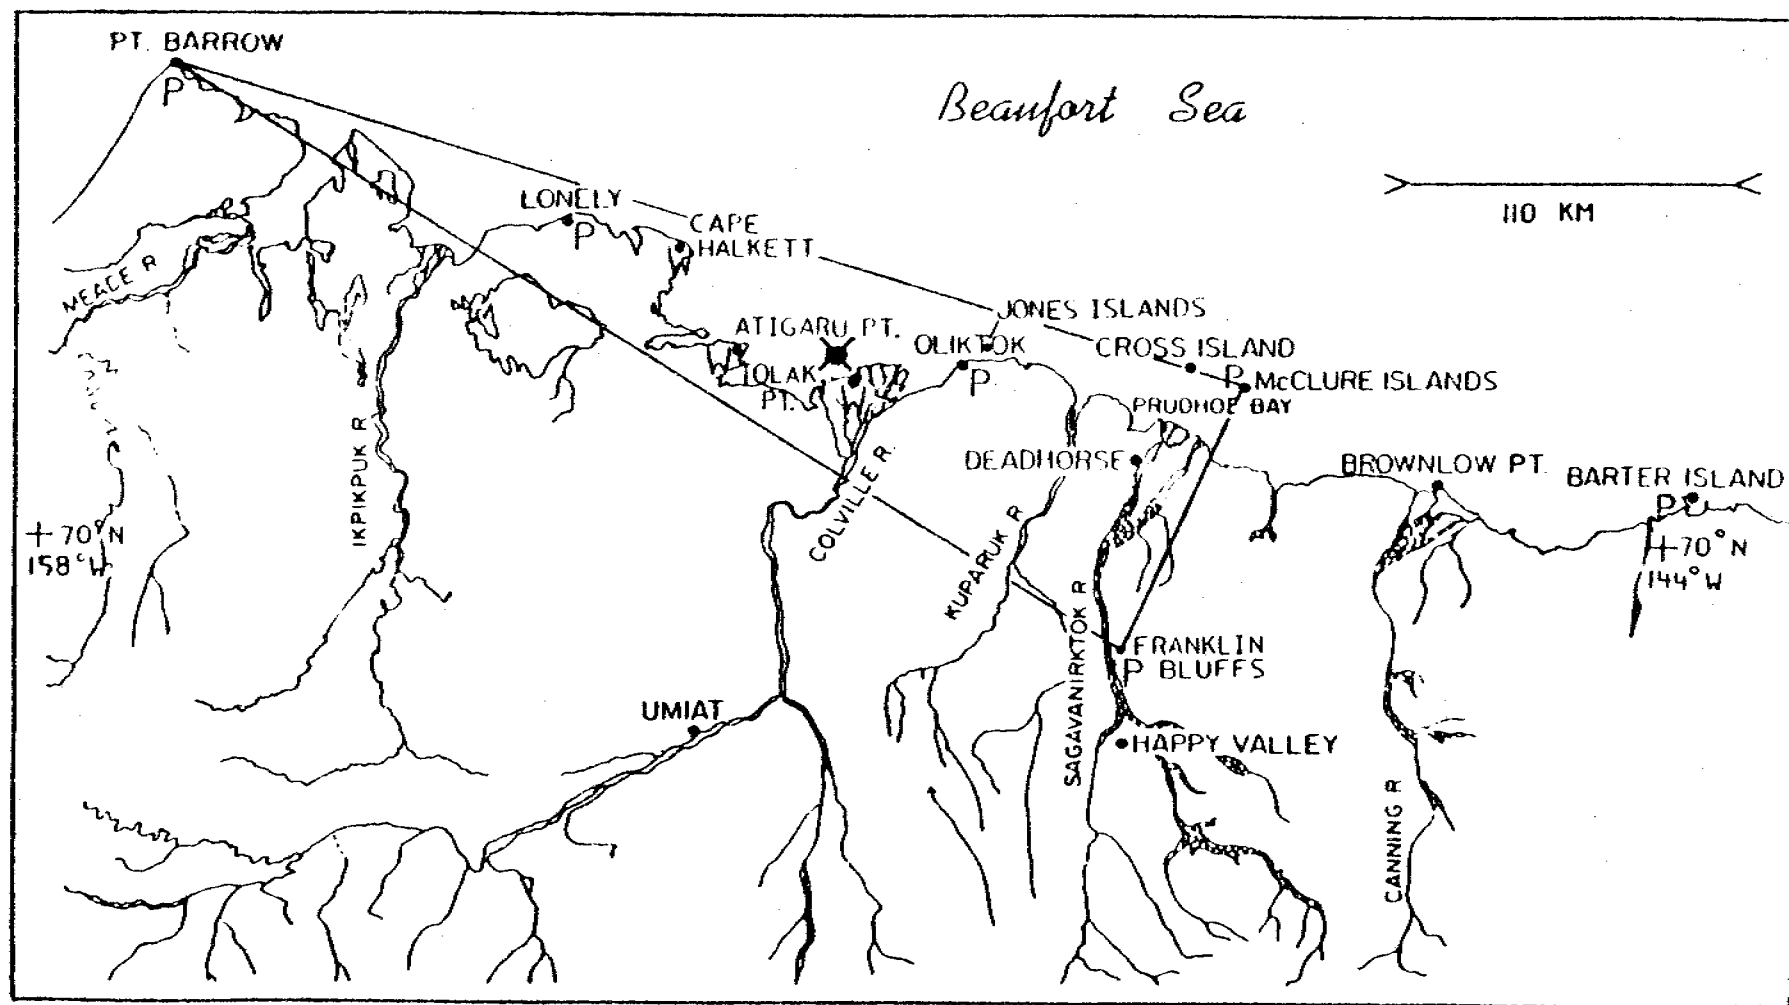 PT. BARROW
P
Beaufort Sea
110 KM
LONELY
P
CAPE
HALKETT
MEADE R
JONES ISLANDS
ATIGARU PT.
OLIKTOK
P
CROSS ISLAND
P McCLURE ISLANDS
TOLAK
PT.
PRUDHOE BAY
DEADHORSE
BROWNLOW PT.
BARTER ISLAND
P
IKPIKPUK R
COLVILLE R.
KUPARUK R
+70°N
158°W
+70°N
144°W
SAGAVANIRKTOK R
FRANKLIN
P BLUFFS
UMIAT
HAPPY VALLEY
CANNING R